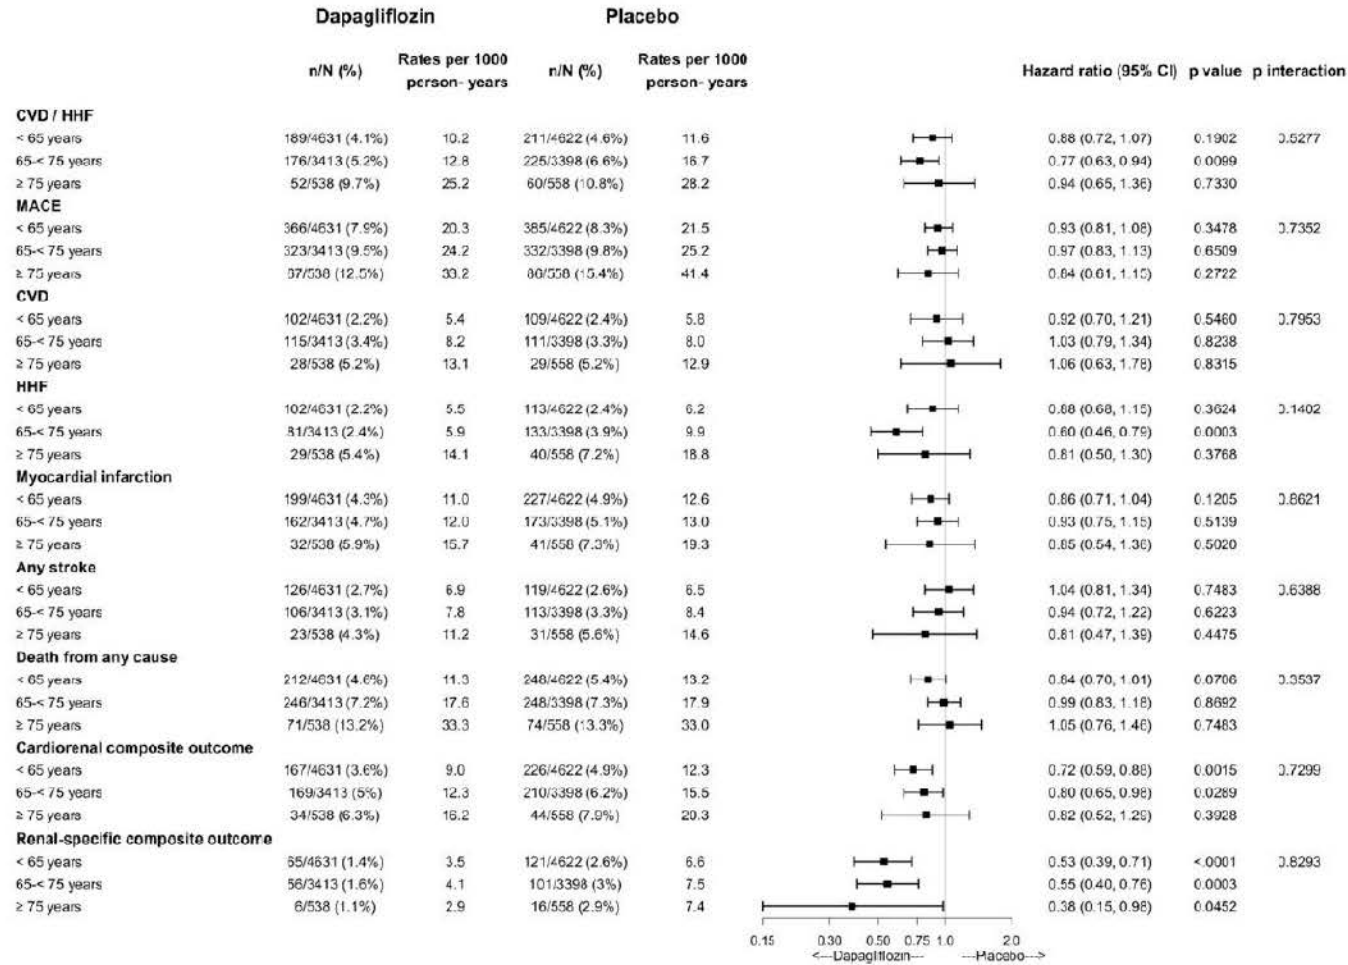 Dapagliflozin Placebo
n/N (%) Rates per 1000 person- years n/N (%) Rates per 1000 person- years Hazard ratio (95% CI) p value p interaction
CVD / HHF
< 65 years 189/4631 (4.1%) 10.2 211/4622 (4.6%) 11.6 0.88 (0.72, 1.07) 0.1902 0.5277
65-< 75 years 176/3413 (5.2%) 12.8 225/3398 (6.6%) 16.7 0.77 (0.63, 0.94) 0.0099
≥ 75 years 52/538 (9.7%) 25.2 60/558 (10.8%) 28.2 0.94 (0.65, 1.36) 0.7330
MACE
< 65 years 366/4631 (7.9%) 20.3 385/4622 (8.3%) 21.5 0.93 (0.81, 1.08) 0.3478 0.7352
65-< 75 years 323/3413 (9.5%) 24.2 332/3398 (9.8%) 25.2 0.97 (0.83, 1.13) 0.6509
≥ 75 years 67/538 (12.5%) 33.2 86/558 (15.4%) 41.4 0.84 (0.61, 1.15) 0.2722
CVD
< 65 years 102/4631 (2.2%) 5.4 109/4622 (2.4%) 5.8 0.92 (0.70, 1.21) 0.5460 0.7953
65-< 75 years 115/3413 (3.4%) 8.2 111/3398 (3.3%) 8.0 1.03 (0.79, 1.34) 0.8238
≥ 75 years 28/538 (5.2%) 13.1 29/558 (5.2%) 12.9 1.06 (0.63, 1.78) 0.8315
HHF
< 65 years 102/4631 (2.2%) 5.5 113/4622 (2.4%) 6.2 0.88 (0.68, 1.15) 0.3624 0.1402
65-< 75 years 81/3413 (2.4%) 5.9 133/3398 (3.9%) 9.9 0.60 (0.46, 0.79) 0.0003
≥ 75 years 29/538 (5.4%) 14.1 40/558 (7.2%) 18.8 0.81 (0.50, 1.30) 0.3768
Myocardial infarction
< 65 years 199/4631 (4.3%) 11.0 227/4622 (4.9%) 12.6 0.86 (0.71, 1.04) 0.1205 0.8621
65-< 75 years 162/3413 (4.7%) 12.0 173/3398 (5.1%) 13.0 0.93 (0.75, 1.15) 0.5139
≥ 75 years 32/538 (5.9%) 15.7 41/558 (7.3%) 19.3 0.85 (0.54, 1.36) 0.5020
Any stroke
< 65 years 126/4631 (2.7%) 6.9 119/4622 (2.6%) 6.5 1.04 (0.81, 1.34) 0.7483 0.6388
65-< 75 years 106/3413 (3.1%) 7.8 113/3398 (3.3%) 8.4 0.94 (0.72, 1.22) 0.6223
≥ 75 years 23/538 (4.3%) 11.2 31/558 (5.6%) 14.6 0.81 (0.47, 1.39) 0.4475
Death from any cause
< 65 years 212/4631 (4.6%) 11.3 248/4622 (5.4%) 13.2 0.84 (0.70, 1.01) 0.0706 0.3537
65-< 75 years 246/3413 (7.2%) 17.6 248/3398 (7.3%) 17.9 0.99 (0.83, 1.18) 0.8692
≥ 75 years 71/538 (13.2%) 33.3 74/558 (13.3%) 33.0 1.05 (0.76, 1.46) 0.7483
Cardiorenal composite outcome
< 65 years 167/4631 (3.6%) 9.0 226/4622 (4.9%) 12.3 0.72 (0.59, 0.88) 0.0015 0.7299
65-< 75 years 169/3413 (5%) 12.3 210/3398 (6.2%) 15.5 0.80 (0.65, 0.98) 0.0289
≥ 75 years 34/538 (6.3%) 16.2 44/558 (7.9%) 20.3 0.82 (0.52, 1.29) 0.3928
Renal-specific composite outcome
< 65 years 65/4631 (1.4%) 3.5 121/4622 (2.6%) 6.6 0.53 (0.39, 0.71) <.0001 0.8293
65-< 75 years 56/3413 (1.6%) 4.1 101/3398 (3%) 7.5 0.55 (0.40, 0.76) 0.0003
≥ 75 years 6/538 (1.1%) 2.9 16/558 (2.9%) 7.4 0.38 (0.15, 0.98) 0.0452
0.15 0.30 0.50 0.75 1.0 2.0
<---Dapagliflozin--- ---Placebo--->